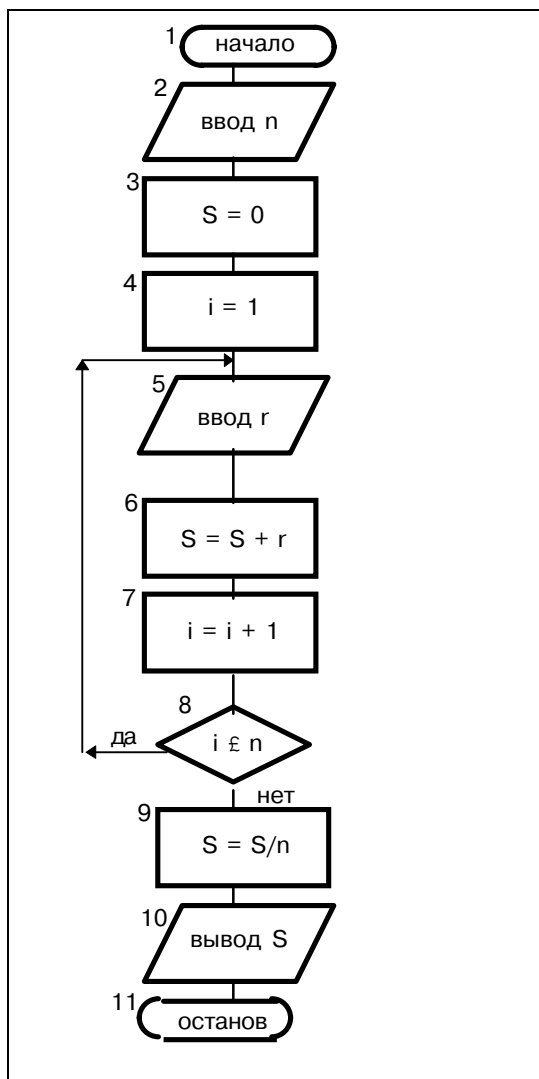 1 начало
2
ввод n
3
S = 0
4
i = 1
5
ввод r
6
S = S + r
7
i = i + 1
8
i £ n
да
нет
9
S = S/n
10
вывод S
11
останов